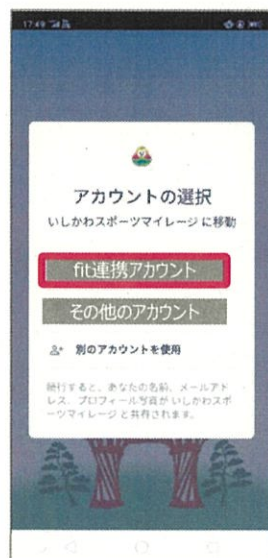 17:49
アカウントの選択
いしかわスポーツマイレージ に移動
fit連携アカウント
その他のアカウント
別のアカウントを使用
続行すると、あなたの名前、メールアド
レス、プロフィール写真が いしかわスポ
ーツマイレージ と共有されます。